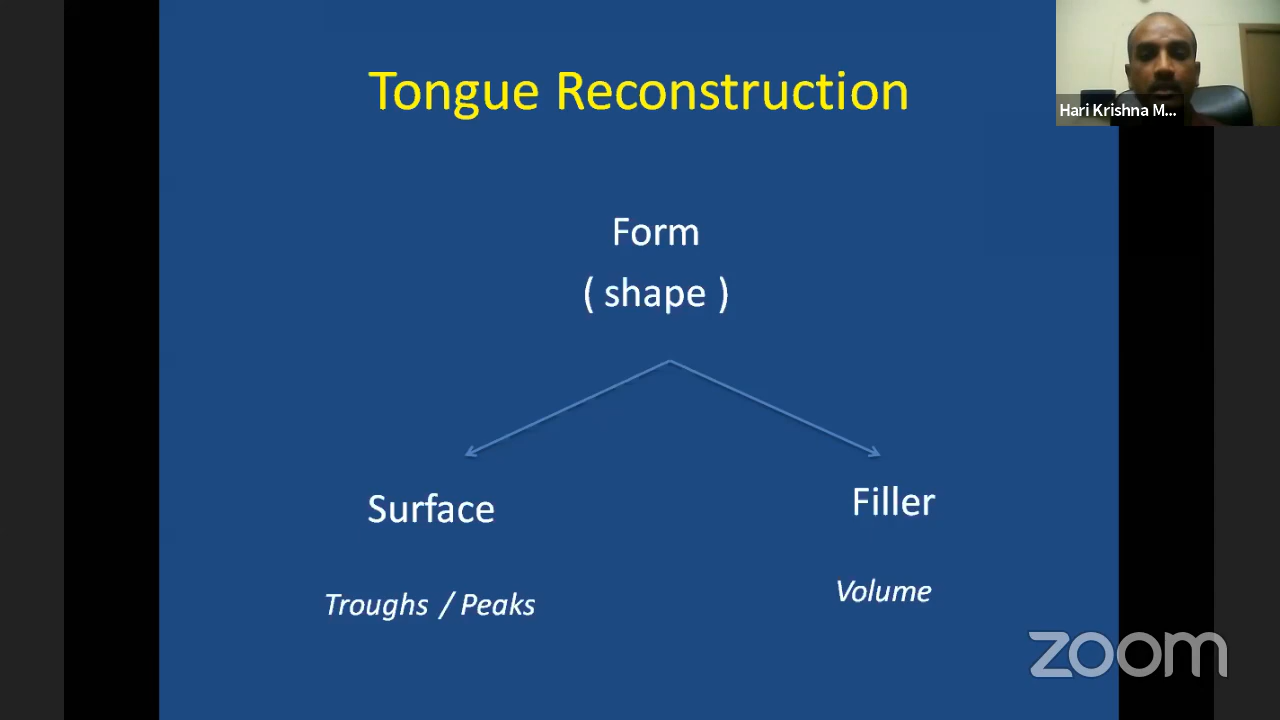 Tongue Reconstruction
Hari Krishna M...
Form
( shape )
Surface
Filler
Troughs / Peaks
Volume
zoom